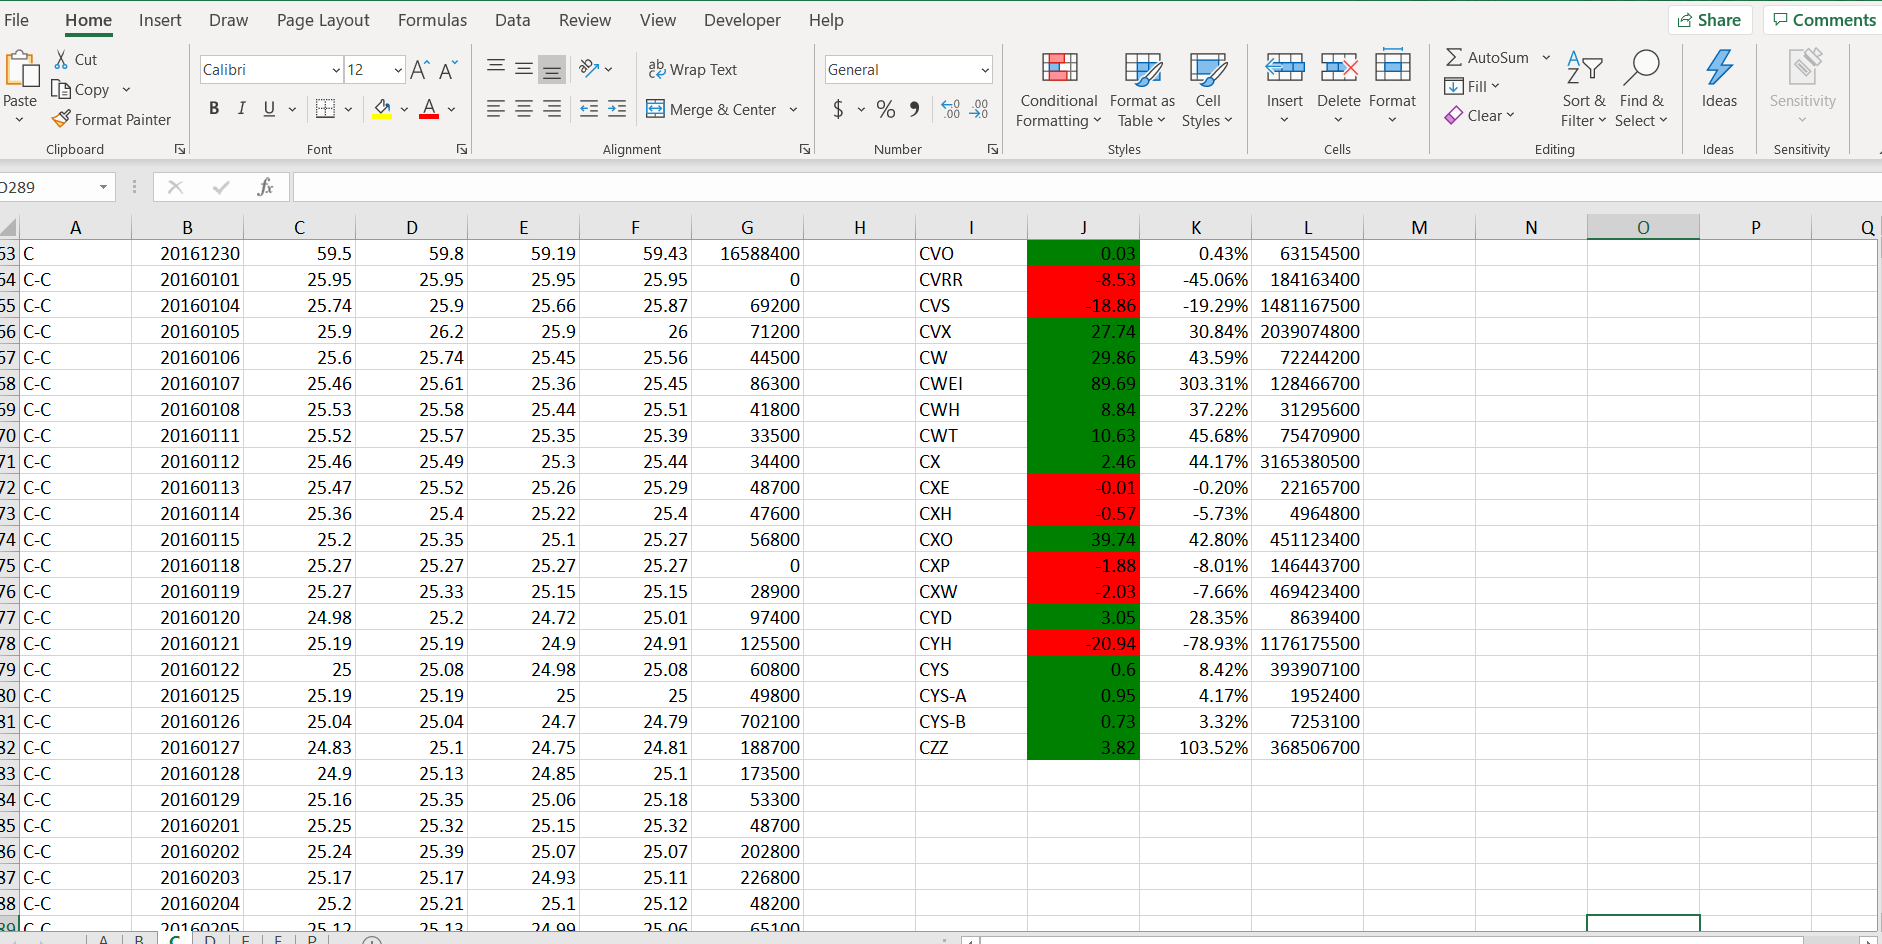 File Home Insert Draw Page Layout Formulas Data Review View Developer Help Share Comments
Paste Cut Copy Format Painter Clipboard
Calibri 12 A A B I U A Font
ab Wrap Text Merge & Center Alignment
General $ % 9 .00 Number
Conditional Formatting Format as Table Cell Styles Styles
Insert Delete Format Cells
AutoSum Fill Clear Sort & Filter Find & Select Editing
Ideas Ideas
Sensitivity Sensitivity
O289 fx
A B C D E F G H I J K L M N O P Q
63 C 20161230 59.5 59.8 59.19 59.43 16588400 CVO 0.03 0.43% 63154500
64 C-C 20160101 25.95 25.95 25.95 25.95 0 CVRR -8.53 -45.06% 184163400
65 C-C 20160104 25.74 25.9 25.66 25.87 69200 CVS -18.86 -19.29% 1481167500
66 C-C 20160105 25.9 26.2 25.9 26 71200 CVX 27.74 30.84% 2039074800
67 C-C 20160106 25.6 25.74 25.45 25.56 44500 CW 29.86 43.59% 72244200
68 C-C 20160107 25.46 25.61 25.36 25.45 86300 CWEI 89.69 303.31% 128466700
69 C-C 20160108 25.53 25.58 25.44 25.51 41800 CWH 8.84 37.22% 31295600
70 C-C 20160111 25.52 25.57 25.35 25.39 33500 CWT 10.63 45.68% 75470900
71 C-C 20160112 25.46 25.49 25.3 25.44 34400 CX 2.46 44.17% 3165380500
72 C-C 20160113 25.47 25.52 25.26 25.29 48700 CXE -0.01 -0.20% 22165700
73 C-C 20160114 25.36 25.4 25.22 25.4 47600 CXH -0.57 -5.73% 4964800
74 C-C 20160115 25.2 25.35 25.1 25.27 56800 CXO 39.74 42.80% 451123400
75 C-C 20160118 25.27 25.27 25.27 25.27 0 CXP -1.88 -8.01% 146443700
76 C-C 20160119 25.27 25.33 25.15 25.15 28900 CXW -2.03 -7.66% 469423400
77 C-C 20160120 24.98 25.2 24.72 25.01 97400 CYD 3.05 28.35% 8639400
78 C-C 20160121 25.19 25.19 24.9 24.91 125500 CYH -20.94 -78.93% 1176175500
79 C-C 20160122 25 25.08 24.98 25.08 60800 CYS 0.6 8.42% 393907100
80 C-C 20160125 25.19 25.19 25 25 49800 CYS-A 0.95 4.17% 1952400
81 C-C 20160126 25.04 25.04 24.7 24.79 702100 CYS-B 0.73 3.32% 7253100
82 C-C 20160127 24.83 25.1 24.75 24.81 188700 CZZ 3.82 103.52% 368506700
83 C-C 20160128 24.9 25.13 24.85 25.1 173500
84 C-C 20160129 25.16 25.35 25.06 25.18 53300
85 C-C 20160201 25.25 25.32 25.15 25.32 48700
86 C-C 20160202 25.24 25.39 25.07 25.07 202800
87 C-C 20160203 25.17 25.17 24.93 25.11 226800
88 C-C 20160204 25.2 25.21 25.1 25.12 48200
89 C-C 20160205 25.12 25.13 24.99 25.06 65100
A B C D E F P